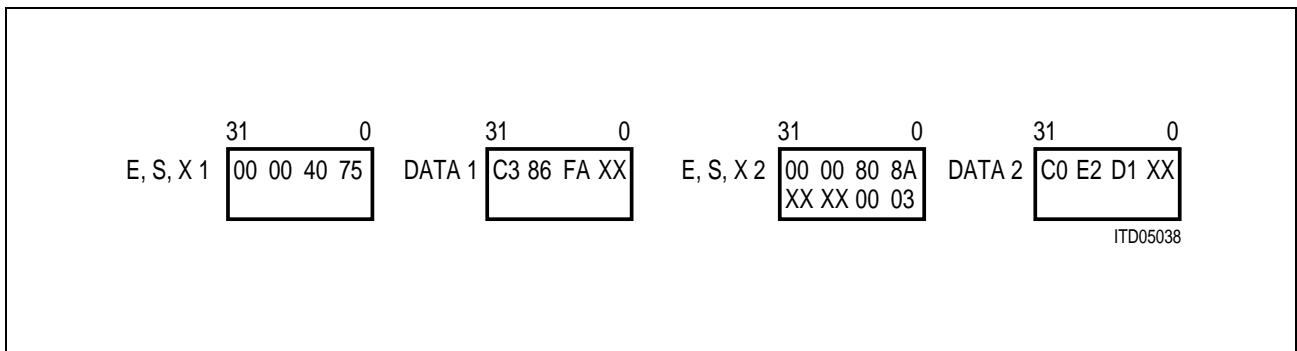 31 0 31 0 31 0 31 0
E, S, X 1 00 00 40 75 DATA 1 C3 86 FA XX E, S, X 2 00 00 80 8A DATA 2 C0 E2 D1 XX
XX XX 00 03
ITD05038